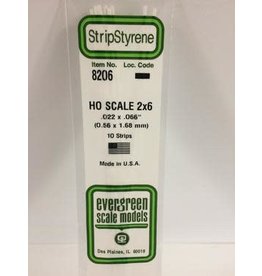 StripStyrene
Item No. Loc. Code
8206
HO SCALE 2x6
.022 x .066"
(0.56 x 1.68 mm)
10 Strips
Made in U.S.A.
evergreen
scale models
Des Plaines, IL 60018